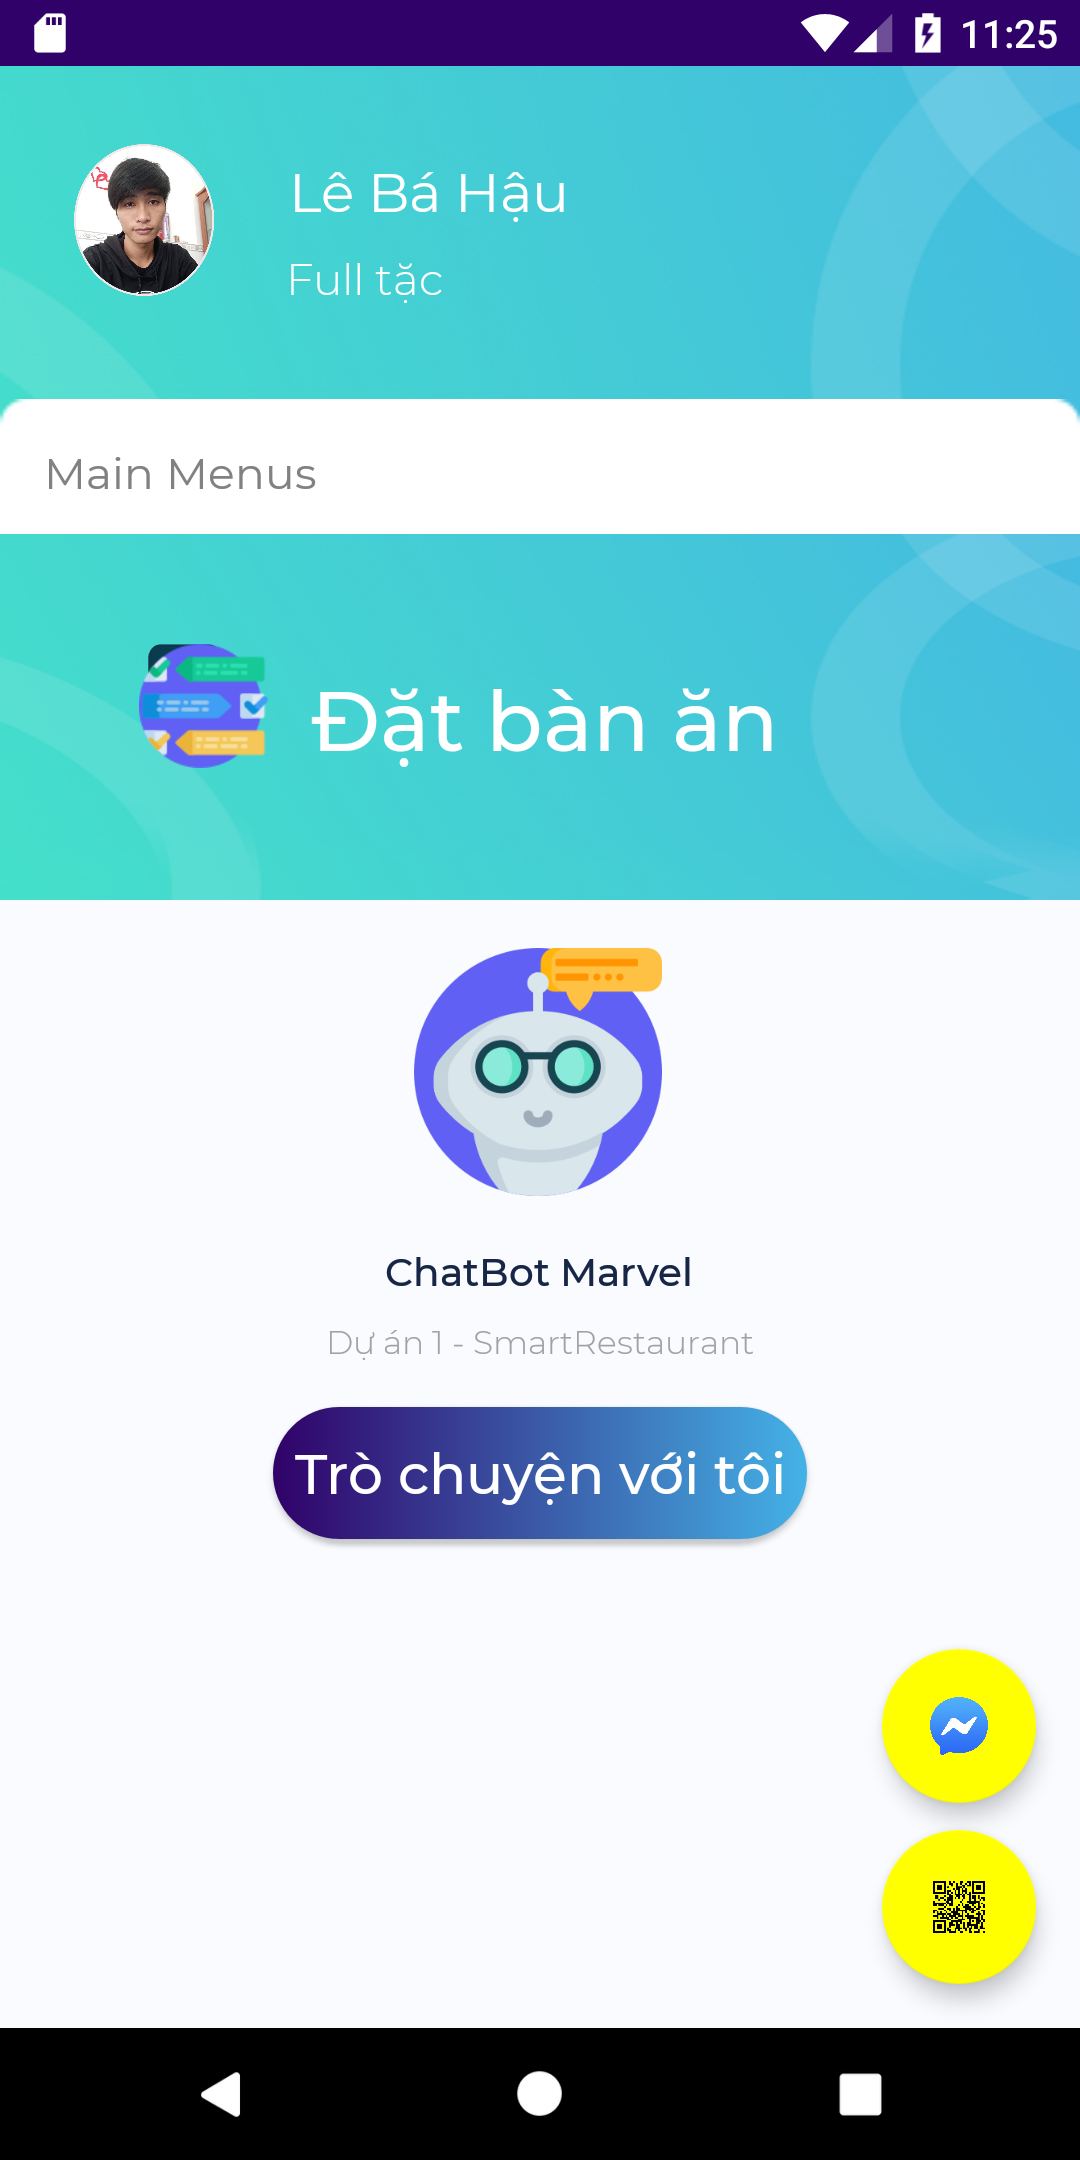 11:25
Lê Bá Hậu
Full tặc
Main Menus
Đặt bàn ăn
ChatBot Marvel
Dự án 1 - SmartRestaurant
Trò chuyện với tôi